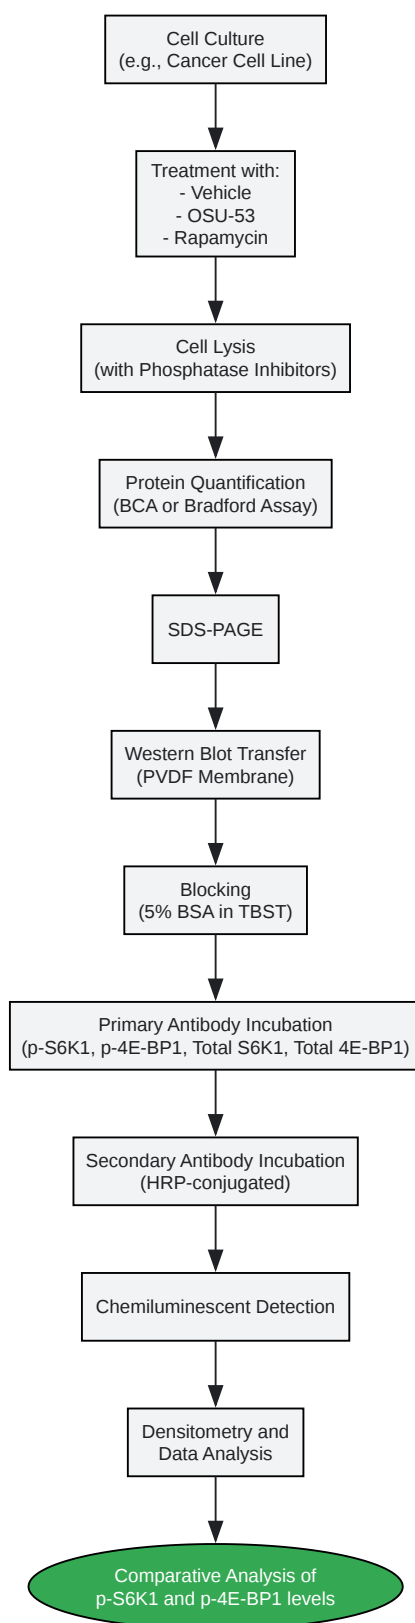 Cell Culture
(e.g., Cancer Cell Line)
Treatment with:
- Vehicle
- OSU-53
- Rapamycin
Cell Lysis
(with Phosphatase Inhibitors)
Protein Quantification
(BCA or Bradford Assay)
SDS-PAGE
Western Blot Transfer
(PVDF Membrane)
Blocking
(5% BSA in TBST)
Primary Antibody Incubation
(p-S6K1, p-4E-BP1, Total S6K1, Total 4E-BP1)
Secondary Antibody Incubation
(HRP-conjugated)
Chemiluminescent Detection
Densitometry and
Data Analysis
Comparative Analysis of
p-S6K1 and p-4E-BP1 levels